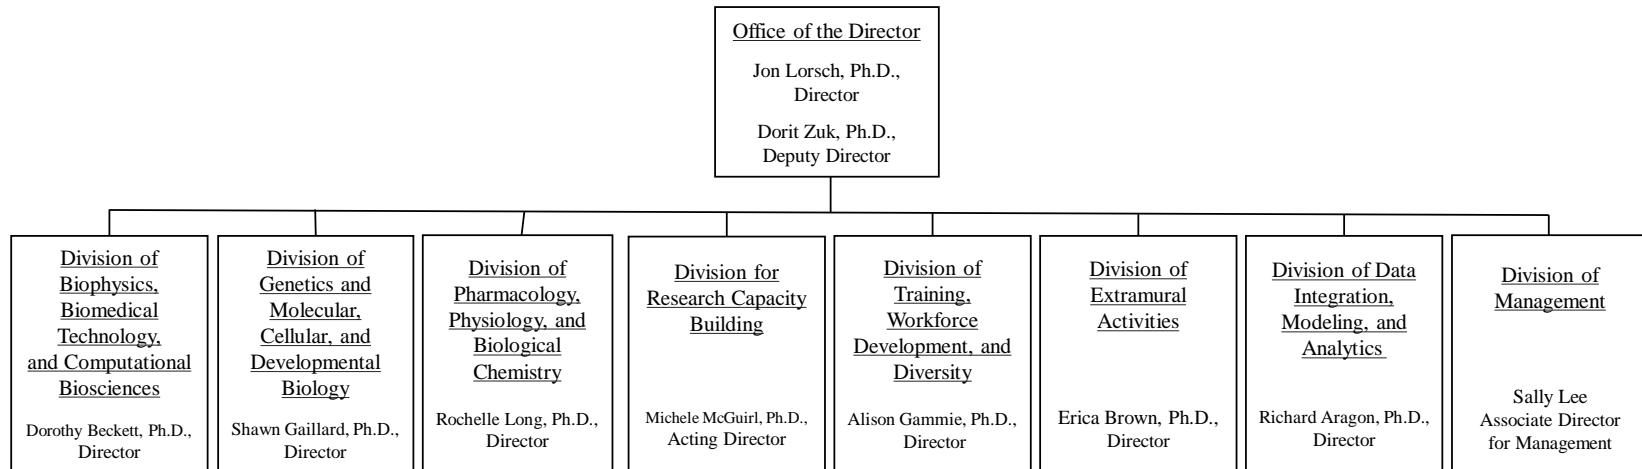 Office of the Director
Jon Lorsch, Ph.D.,
Director
Dorit Zuk, Ph.D.,
Deputy Director
Division of
Biophysics,
Biomedical
Technology,
and Computational
Biosciences
Dorothy Beckett, Ph.D.,
Director
Division of
Genetics and
Molecular,
Cellular, and
Developmental
Biology
Shawn Gaillard, Ph.D.,
Director
Division of
Pharmacology,
Physiology, and
Biological
Chemistry
Rochelle Long, Ph.D.,
Director
Division for
Research Capacity
Building
Michele McGuirl, Ph.D.,
Acting Director
Division of
Training,
Workforce
Development, and
Diversity
Alison Gammie, Ph.D.,
Director
Division of
Extramural
Activities
Erica Brown, Ph.D.,
Director
Division of Data
Integration,
Modeling, and
Analytics
Richard Aragon, Ph.D.,
Director
Division of
Management
Sally Lee
Associate Director
for Management